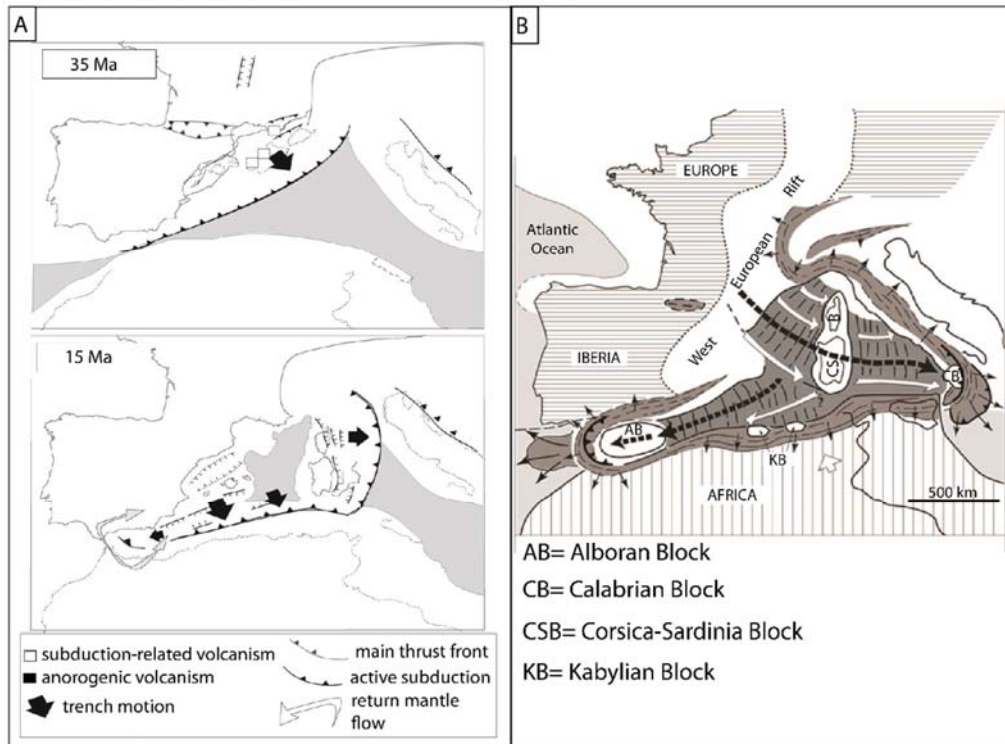 A
35 Ma
15 Ma
subduction-related volcanism
anorogenic volcanism
trench motion
main thrust front
active subduction
return mantle
flow
B
EUROPE
Rift
Atlantic
Ocean
European
B
IBERIA
West
CS
B
AB
KB
AFRICA
500 km
AB= Alboran Block
CB= Calabrian Block
CSB= Corsica-Sardinia Block
KB= Kabylian Block